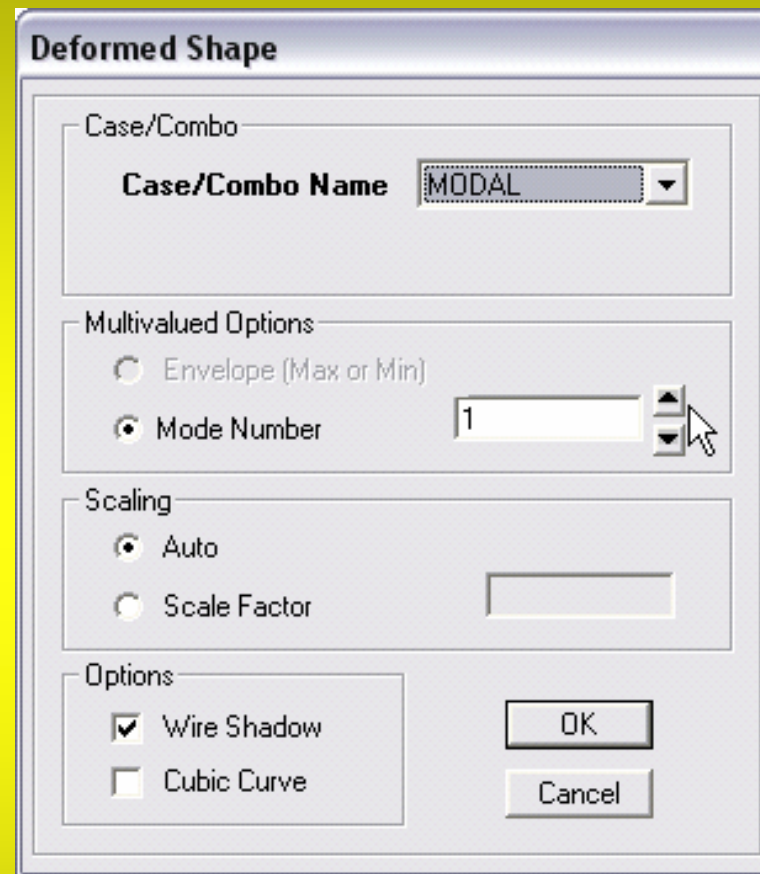 Deformed Shape
Case/Combo
Case/Combo Name MODAL
Multivalued Options
Envelope (Max or Min)
Mode Number 1
Scaling
Auto
Scale Factor
Options
Wire Shadow
Cubic Curve
OK
Cancel